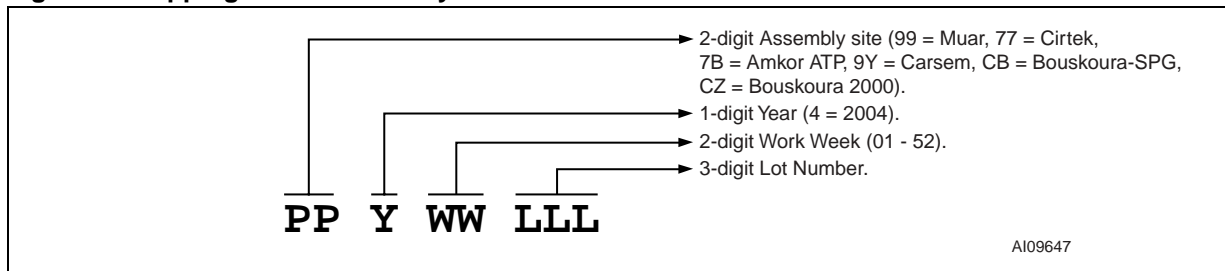 2-digit Assembly site (99 = Muar, 77 = Cirtek,
7B = Amkor ATP, 9Y = Carsem, CB = Bouskoura-SPG,
CZ = Bouskoura 2000).
1-digit Year (4 = 2004).
2-digit Work Week (01 - 52).
3-digit Lot Number.
PP Y WW LLL
AI09647